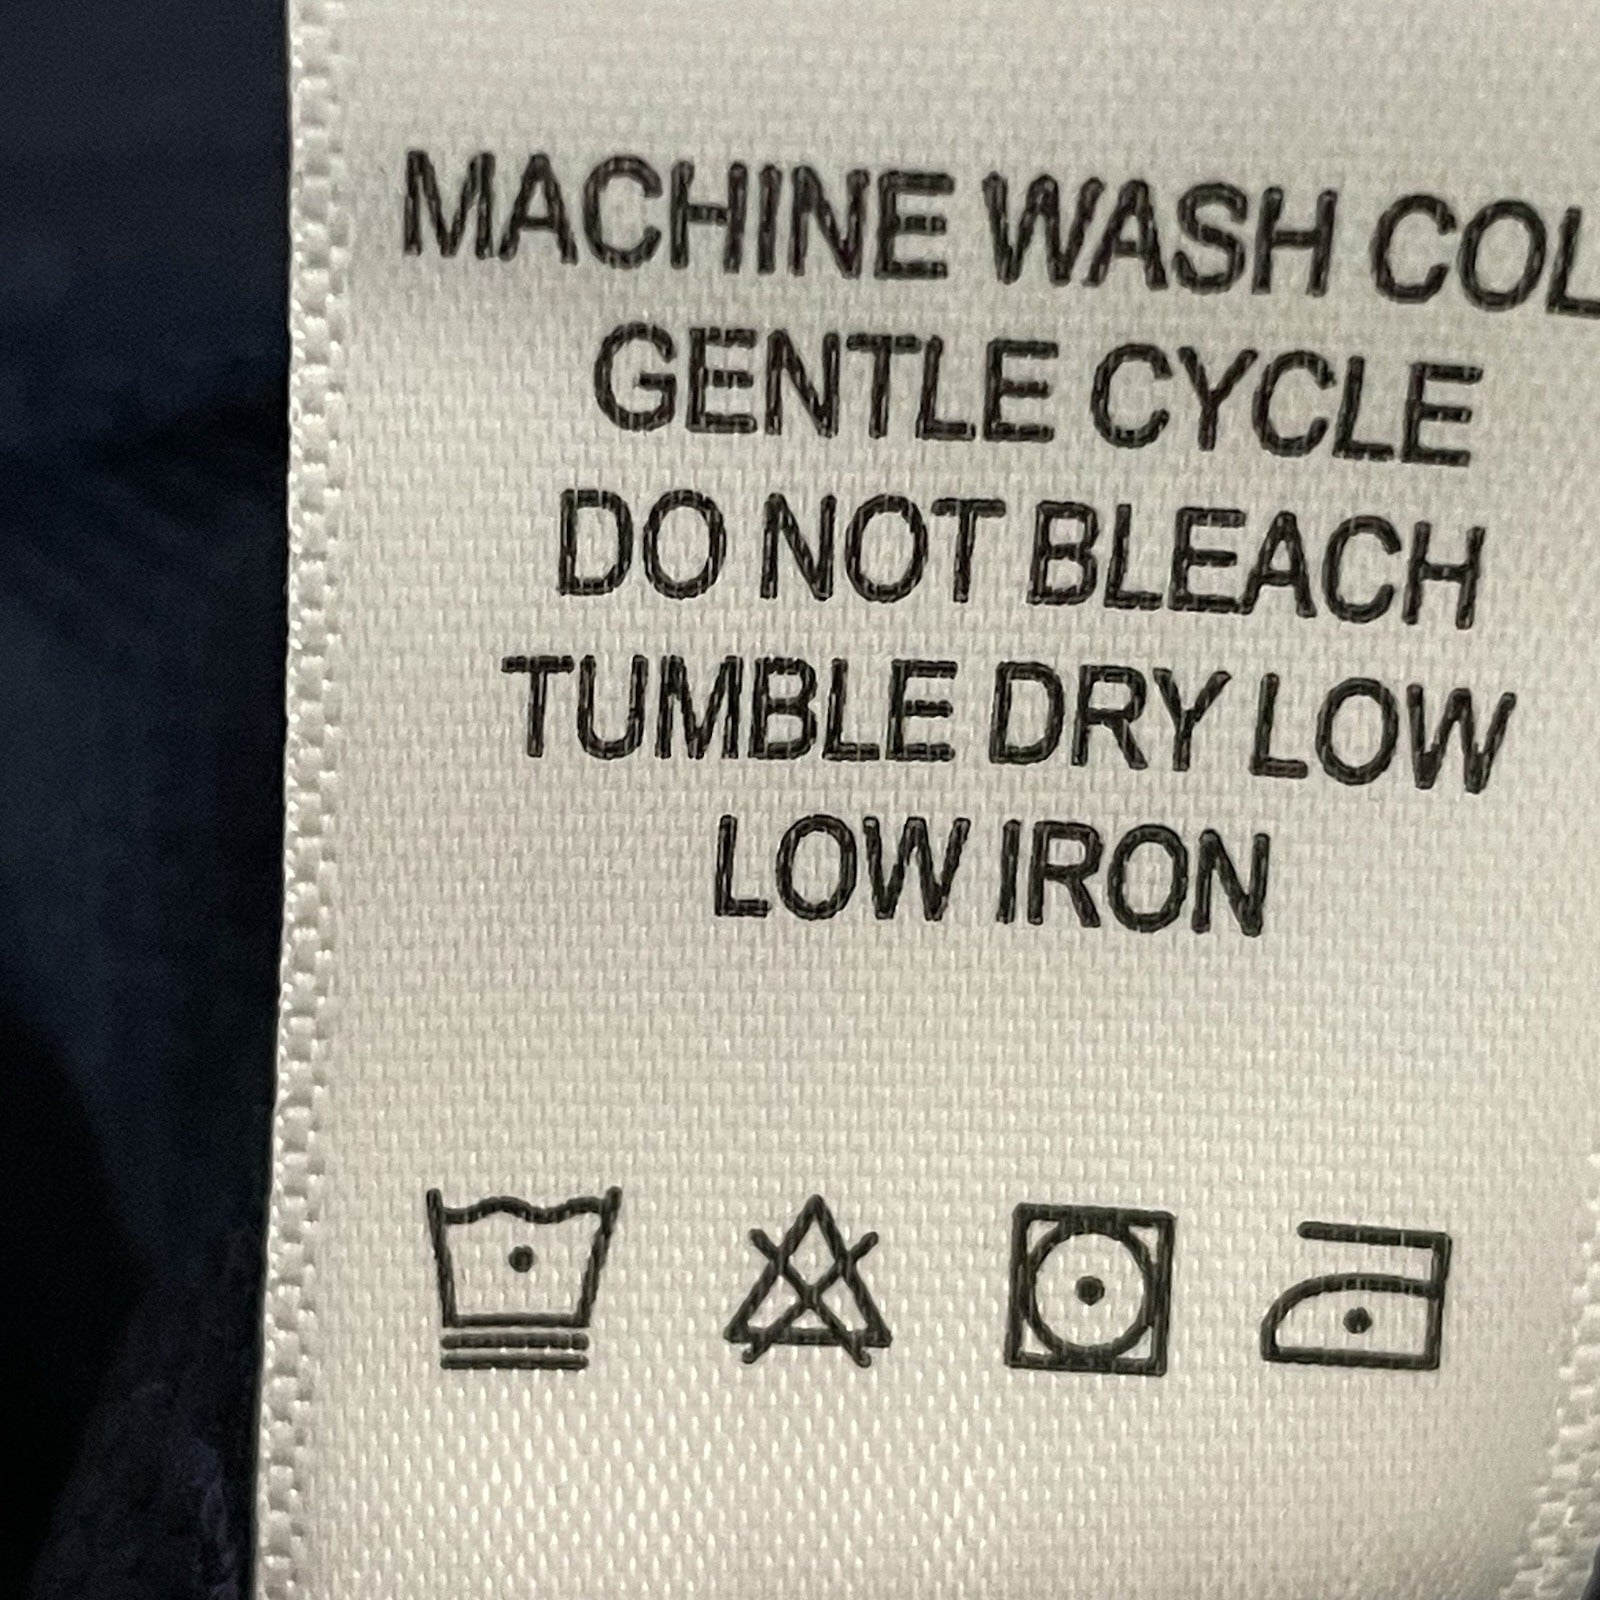 MACHINE WASH COL
GENTLE CYCLE
DO NOT BLEACH
TUMBLE DRY LOW
LOW IRON